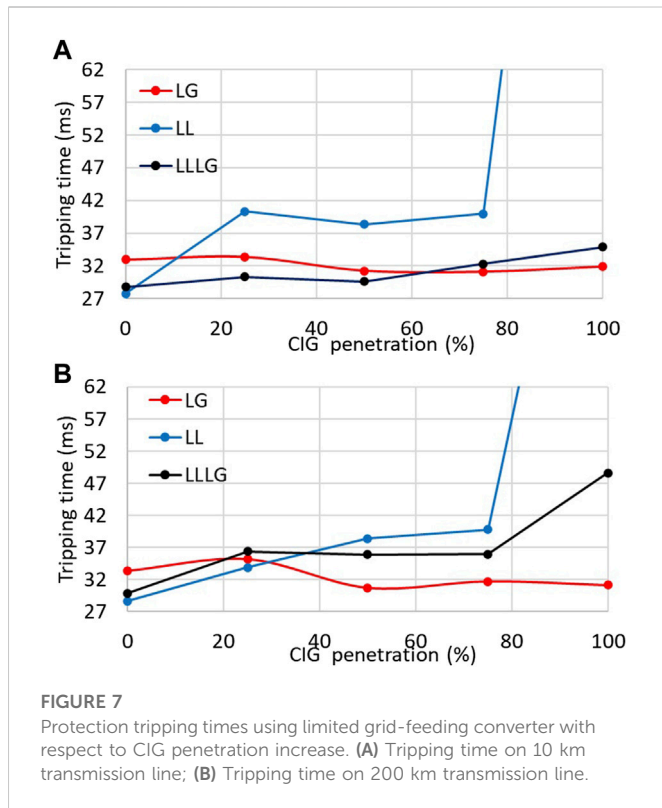 A
62
57
52
47
42
37
32
27
Tripping time (ms)
LG
LL
LLLG
0 20 40 60 80 100
CIG penetration (%)
B
62
57
52
47
42
37
32
27
Tripping time (ms)
LG
LL
LLLG
0 20 40 60 80 100
CIG penetration (%)
FIGURE 7
Protection tripping times using limited grid-feeding converter with
respect to CIG penetration increase. (A) Tripping time on 10 km
transmission line; (B) Tripping time on 200 km transmission line.